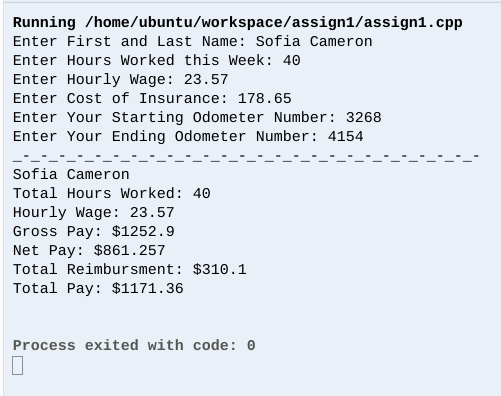 Running /home/ubuntu/workspace/assign1/assign1.cpp
Enter First and Last Name: Sofia Cameron
Enter Hours Worked this Week: 40
Enter Hourly Wage: 23.57
Enter Cost of Insurance: 178.65
Enter Your Starting Odometer Number: 3268
Enter Your Ending Odometer Number: 4154
_-_-_-_-_-_-_-_-_-_-_-_-_-_-_-_-_-_-_-_-_-_-_-_-_-_-
Sofia Cameron
Total Hours Worked: 40
Hourly Wage: 23.57
Gross Pay: $1252.9
Net Pay: $861.257
Total Reimbursment: $310.1
Total Pay: $1171.36
Process exited with code: 0